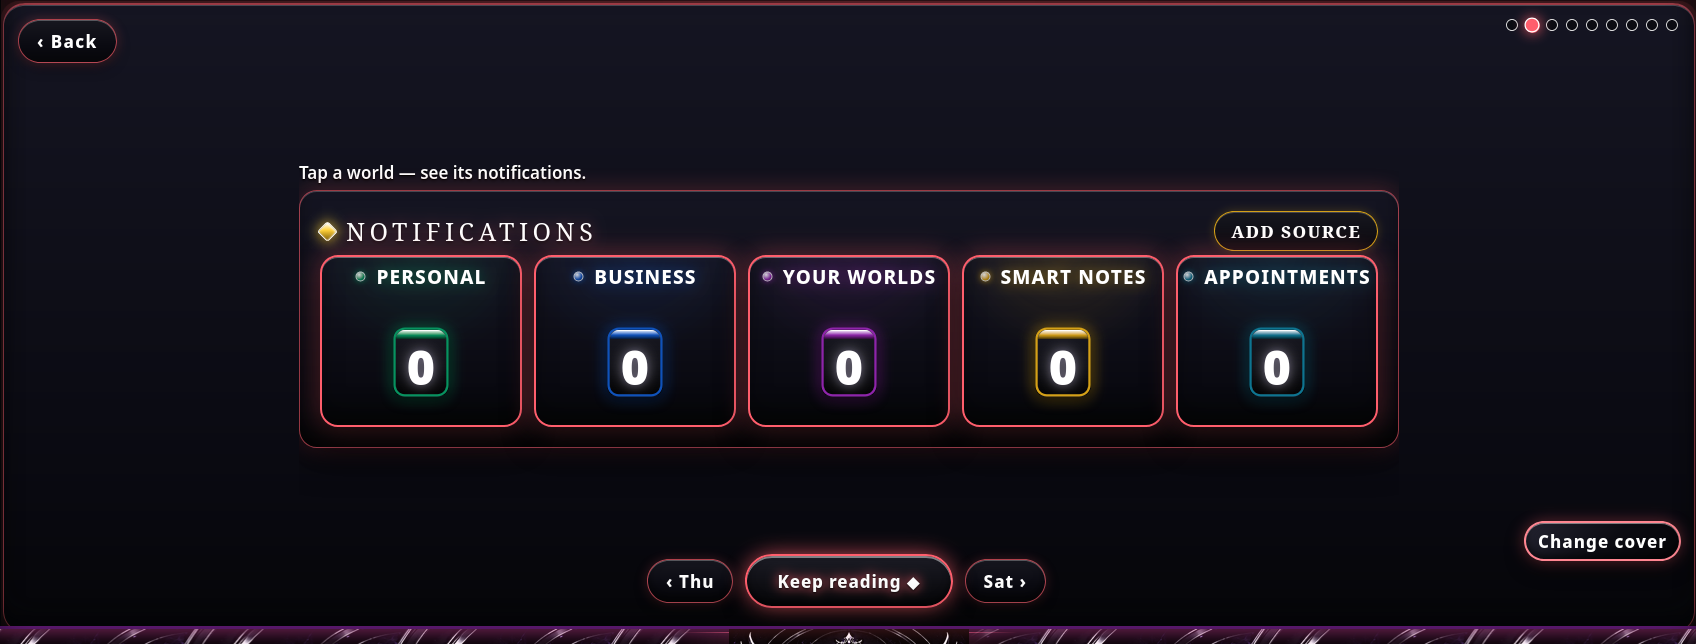 ‹ Back
Tap a world — see its notifications.
NOTIFICATIONS
ADD SOURCE
PERSONAL
BUSINESS
YOUR WORLDS
SMART NOTES
APPOINTMENTS
0
0
0
0
0
Change cover
‹ Thu
Keep reading ◆
Sat ›